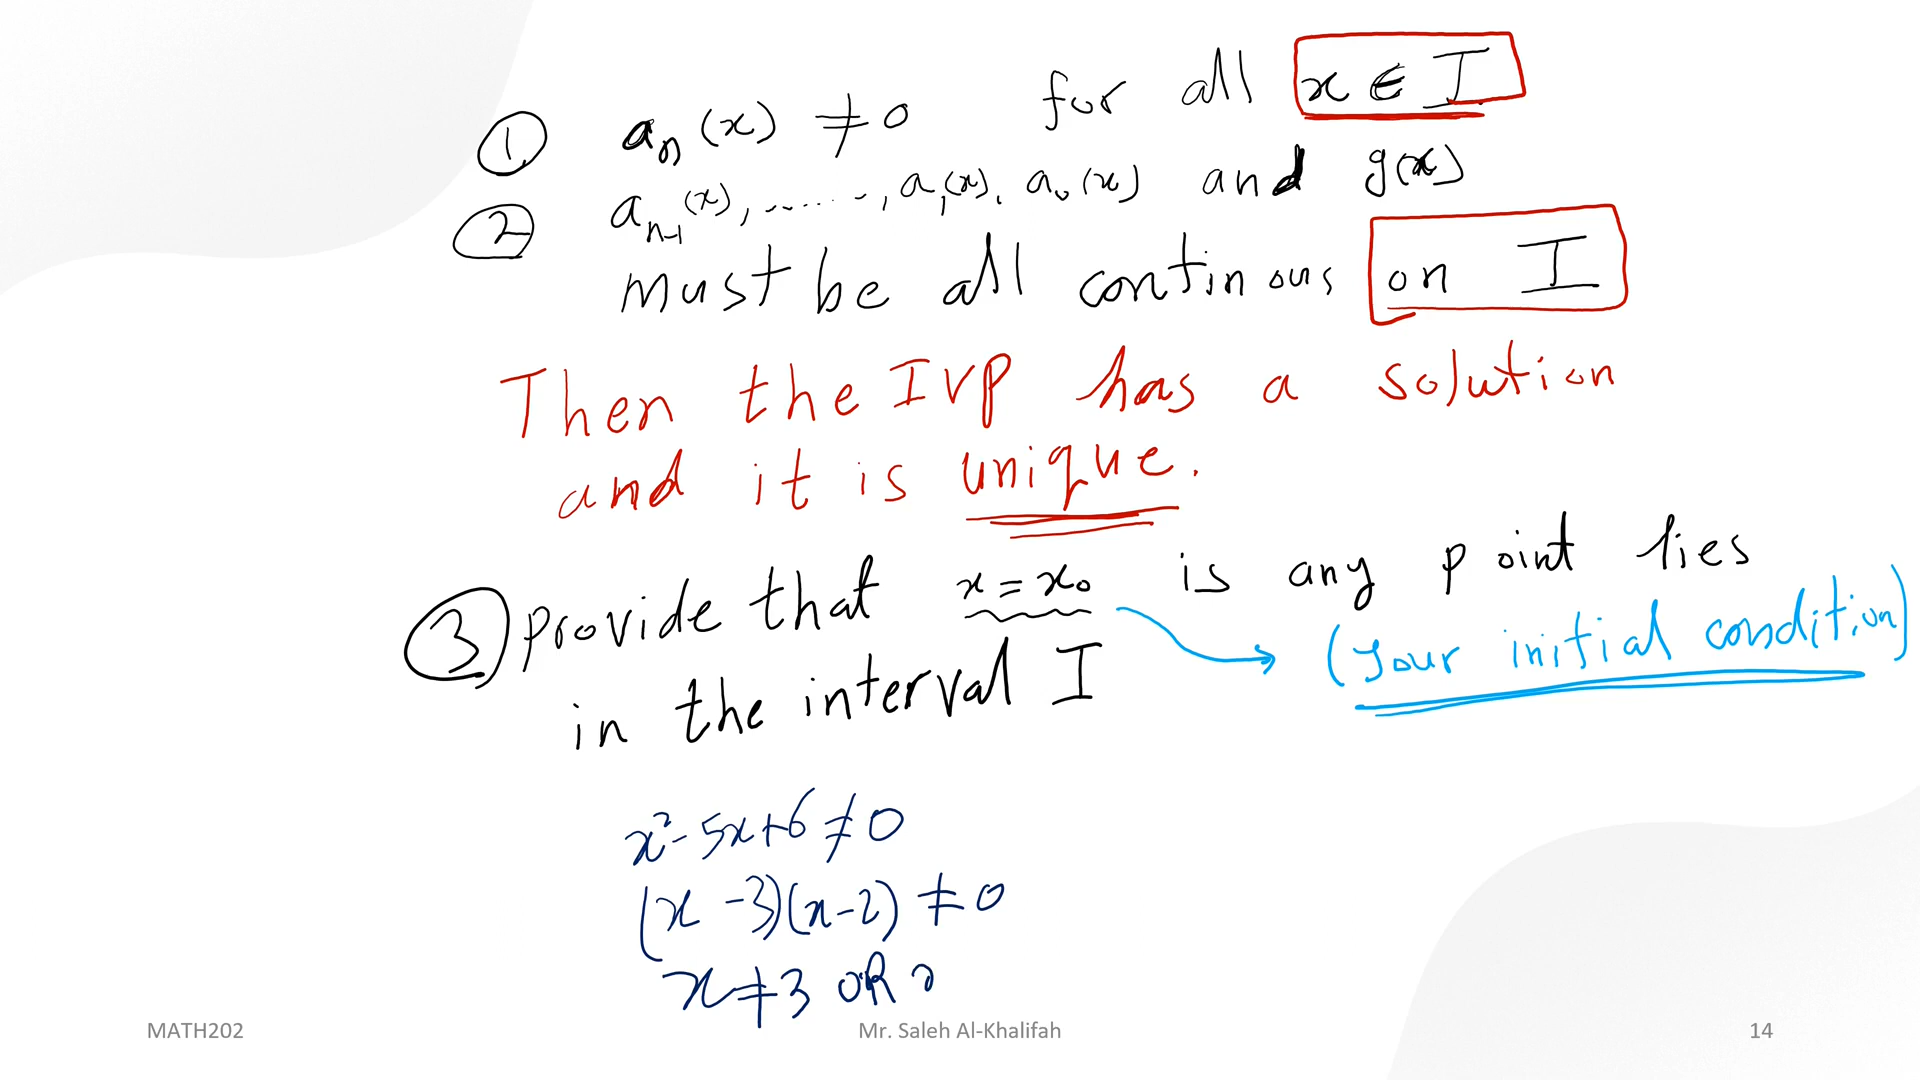 ① aₙ(x) ≠ 0 for all x ∈ I
② aₙ₋₁(x), ......., a₁(x), a₀(x) and g(x)
must be all continous on I
Then the IVP has a solution
and it is unique.
③ provide that x = x₀ is any point lies
(your initial condition)
in the interval I
x² - 5x + 6 ≠ 0
(x - 3)(x - 2) ≠ 0
x ≠ 3 OR
MATH202
Mr. Saleh Al-Khalifah
14